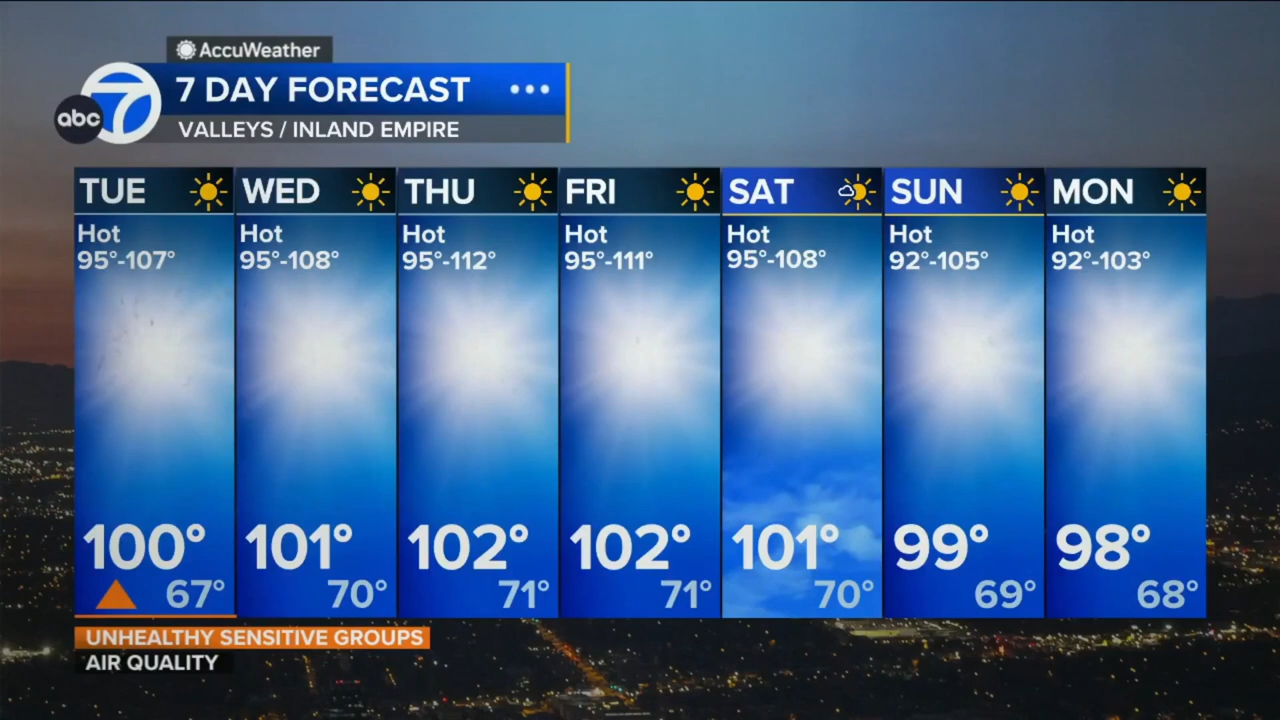 AccuWeather
abc 7
7 DAY FORECAST
VALLEYS / INLAND EMPIRE
TUE
Hot
95°-107°
100°
67°
WED
Hot
95°-108°
101°
70°
THU
Hot
95°-112°
102°
71°
FRI
Hot
95°-111°
102°
71°
SAT
Hot
95°-108°
101°
70°
SUN
Hot
92°-105°
99°
69°
MON
Hot
92°-103°
98°
68°
UNHEALTHY SENSITIVE GROUPS
AIR QUALITY